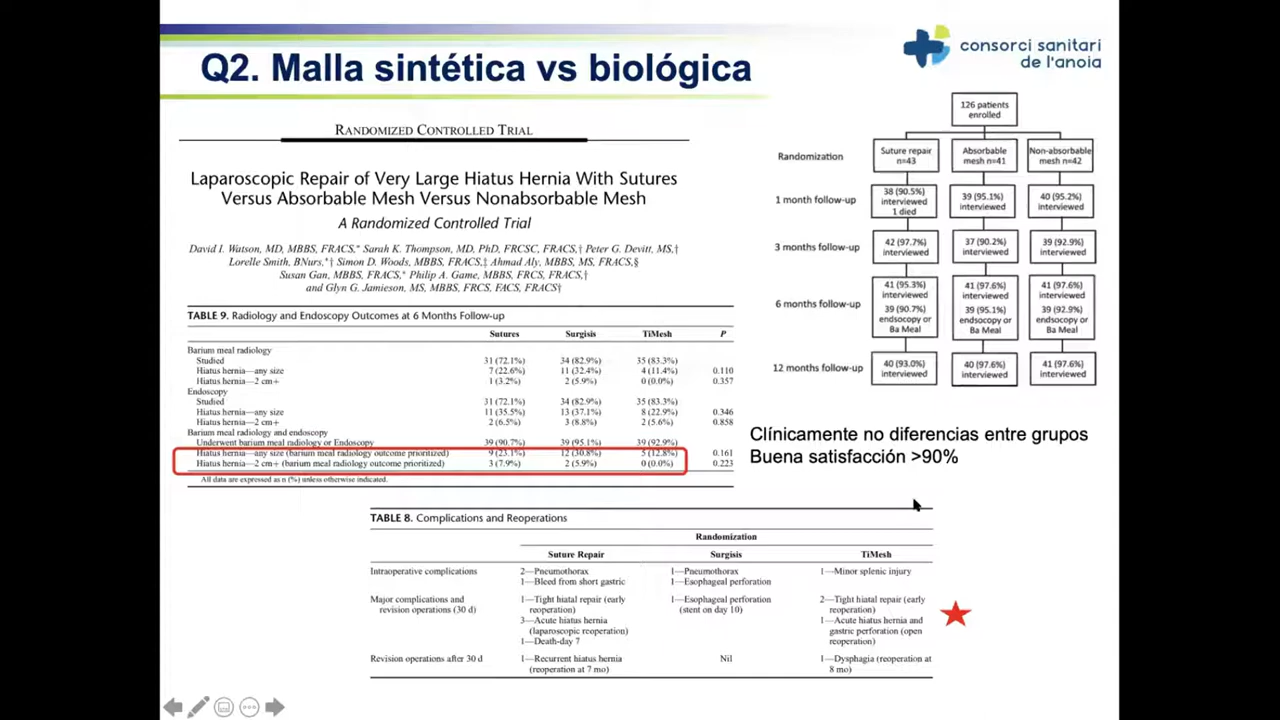 Q2. Malla sintética vs biológica
consorci sanitari
de l'anoia
RANDOMIZED CONTROLLED TRIAL
Laparoscopic Repair of Very Large Hiatus Hernia With Sutures
Versus Absorbable Mesh Versus Nonabsorbable Mesh
A Randomized Controlled Trial
David I. Watson, MD, MBBS, FRACS,* Sarah K. Thompson, MD, PhD, FRCSC, FRACS,† Peter G. Devitt, MS,†
Lorelle Smith, BNurs,*† Simon D. Woods, MBBS, FRACS,‡ Ahmad Aly, MBBS, MS, FRACS,§
Susan Gan, MBBS, FRACS,* Philip A. Game, MBBS, FRCS, FRACS,†
and Glyn G. Jamieson, MS, MBBS, FRCS, FACS, FRACS†
TABLE 9. Radiology and Endoscopy Outcomes at 6 Months Follow-up
Sutures Surgisis TiMesh P
Barium meal radiology
Studied 31 (72.1%) 34 (82.9%) 35 (83.3%)
Hiatus hernia—any size 7 (22.6%) 11 (32.4%) 4 (11.4%) 0.110
Hiatus hernia—2 cm+ 1 (3.2%) 2 (5.9%) 0 (0.0%) 0.357
Endoscopy
Studied 31 (72.1%) 34 (82.9%) 35 (83.3%)
Hiatus hernia—any size 11 (35.5%) 13 (37.1%) 8 (22.9%) 0.346
Hiatus hernia—2 cm+ 2 (6.5%) 3 (8.8%) 2 (5.6%) 0.858
Barium meal radiology and endoscopy
Underwent barium meal radiology or Endoscopy 39 (90.7%) 39 (95.1%) 39 (92.9%)
Hiatus hernia—any size (barium meal radiology outcome prioritized) 9 (23.1%) 12 (30.8%) 5 (12.8%) 0.161
Hiatus hernia—2 cm+ (barium meal radiology outcome prioritized) 3 (7.9%) 2 (5.9%) 0 (0.0%) 0.223
All data are expressed as n (%) unless otherwise indicated.
126 patients
enrolled
Randomization
Suture repair
n=43
Absorbable
mesh n=41
Non-absorbable
mesh n=42
1 month follow-up
38 (90.5%)
interviewed
1 died
39 (95.1%)
interviewed
40 (95.2%)
interviewed
3 months follow-up
42 (97.7%)
interviewed
37 (90.2%)
interviewed
39 (92.9%)
interviewed
6 months follow-up
41 (95.3%)
interviewed
39 (90.7%)
endsocopy or
Ba Meal
41 (97.6%)
interviewed
39 (95.1%)
endoscopy or
Ba Meal
41 (97.6%)
interviewed
39 (92.9%)
endoscopy or
Ba Meal
12 months follow-up
40 (93.0%)
interviewed
40 (97.6%)
interviewed
41 (97.6%)
interviewed
Clínicamente no diferencias entre grupos
Buena satisfacción >90%
TABLE 8. Complications and Reoperations
Randomization
Suture Repair Surgisis TiMesh
Intraoperative complications 2—Pneumothorax 1—Pneumothorax 1—Minor splenic injury
1—Bleed from short gastric 1—Esophageal perforation
Major complications and 1—Tight hiatal repair (early 1—Esophageal perforation 2—Tight hiatal repair (early
revision operations (30 d) reoperation) (stent on day 10) reoperation)
3—Acute hiatus hernia 1—Acute hiatus hernia and
(laparoscopic reoperation) gastric perforation (open
1—Death-day 7 reoperation)
Revision operations after 30 d 1—Recurrent hiatus hernia Nil 1—Dysphagia (reoperation at
(reoperation at 7 mo) 8 mo)